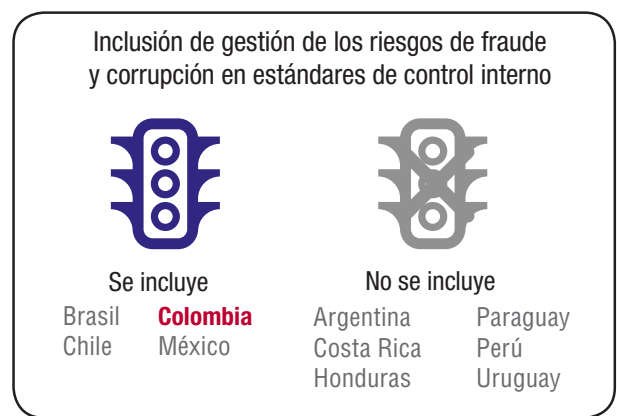 Inclusión de gestión de los riesgos de fraude
y corrupción en estándares de control interno
Se incluye
Brasil Colombia
Chile México
No se incluye
Argentina Paraguay
Costa Rica Perú
Honduras Uruguay